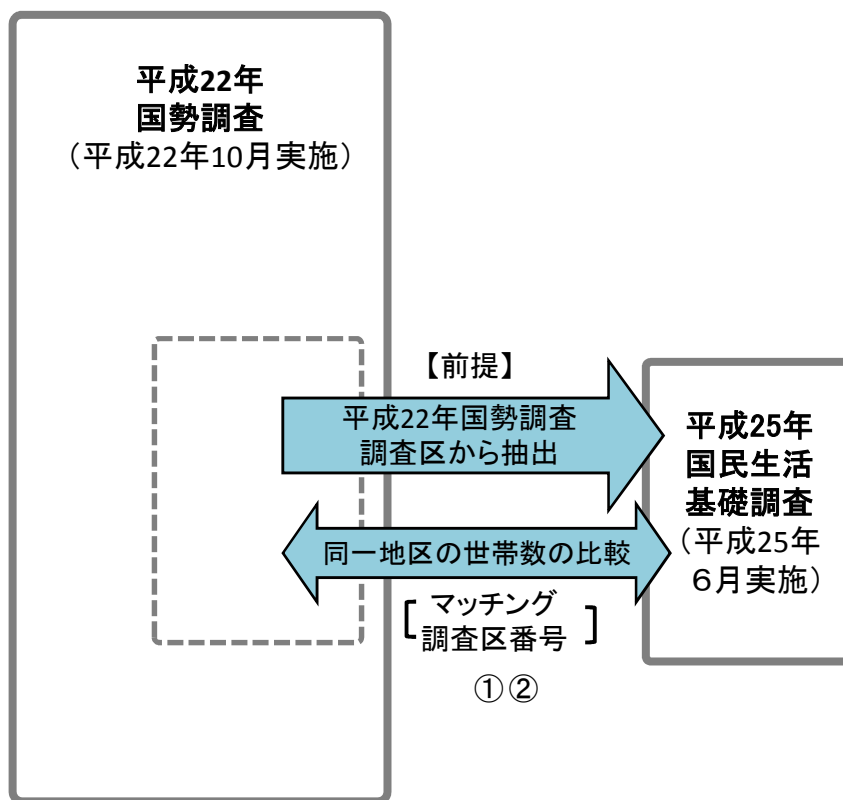 平成22年
国勢調査
（平成22年10月実施）
【前提】
平成22年国勢調査
調査区から抽出
同一地区の世帯数の比較
マッチング
調査区番号
①②
平成25年
国民生活
基礎調査
（平成25年
６月実施）